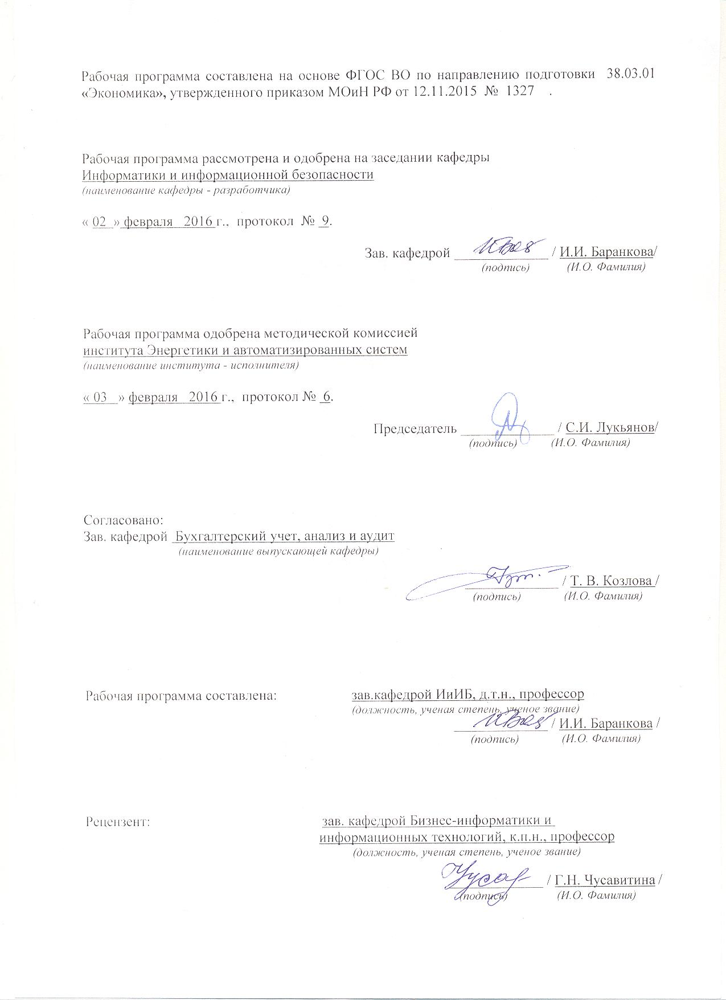 Рабочая программа составлена на основе ФГОС ВО по направлению подготовки 38.03.01
«Экономика», утвержденного приказом МОиН РФ от 12.11.2015 № 1327 .
Рабочая программа рассмотрена и одобрена на заседании кафедры
Информатики и информационной безопасности
(наименование кафедры - разработчика)
« 02 » февраля 2016 г., протокол № 9.
Зав. кафедрой ____________ / И.И. Баранкова/
(подпись) (И.О. Фамилия)
Рабочая программа одобрена методической комиссией
института Энергетики и автоматизированных систем
(наименование института - исполнителя)
« 03 » февраля 2016 г., протокол № 6.
Председатель ____________ / С.И. Лукьянов/
(подпись) (И.О. Фамилия)
Согласовано:
Зав. кафедрой Бухгалтерский учет, анализ и аудит
(наименование выпускающей кафедры)
____________ / Т. В. Козлова /
(подпись) (И.О. Фамилия)
Рабочая программа составлена: зав.кафедрой ИиИБ, д.т.н., профессор
(должность, ученая степень, ученое звание)
____________ / И.И. Баранкова /
(подпись) (И.О. Фамилия)
Рецензент: зав. кафедрой Бизнес-информатики и
информационных технологий, к.п.н., профессор
(должность, ученая степень, ученое звание)
____________ / Г.Н. Чусавитина /
(подпись) (И.О. Фамилия)